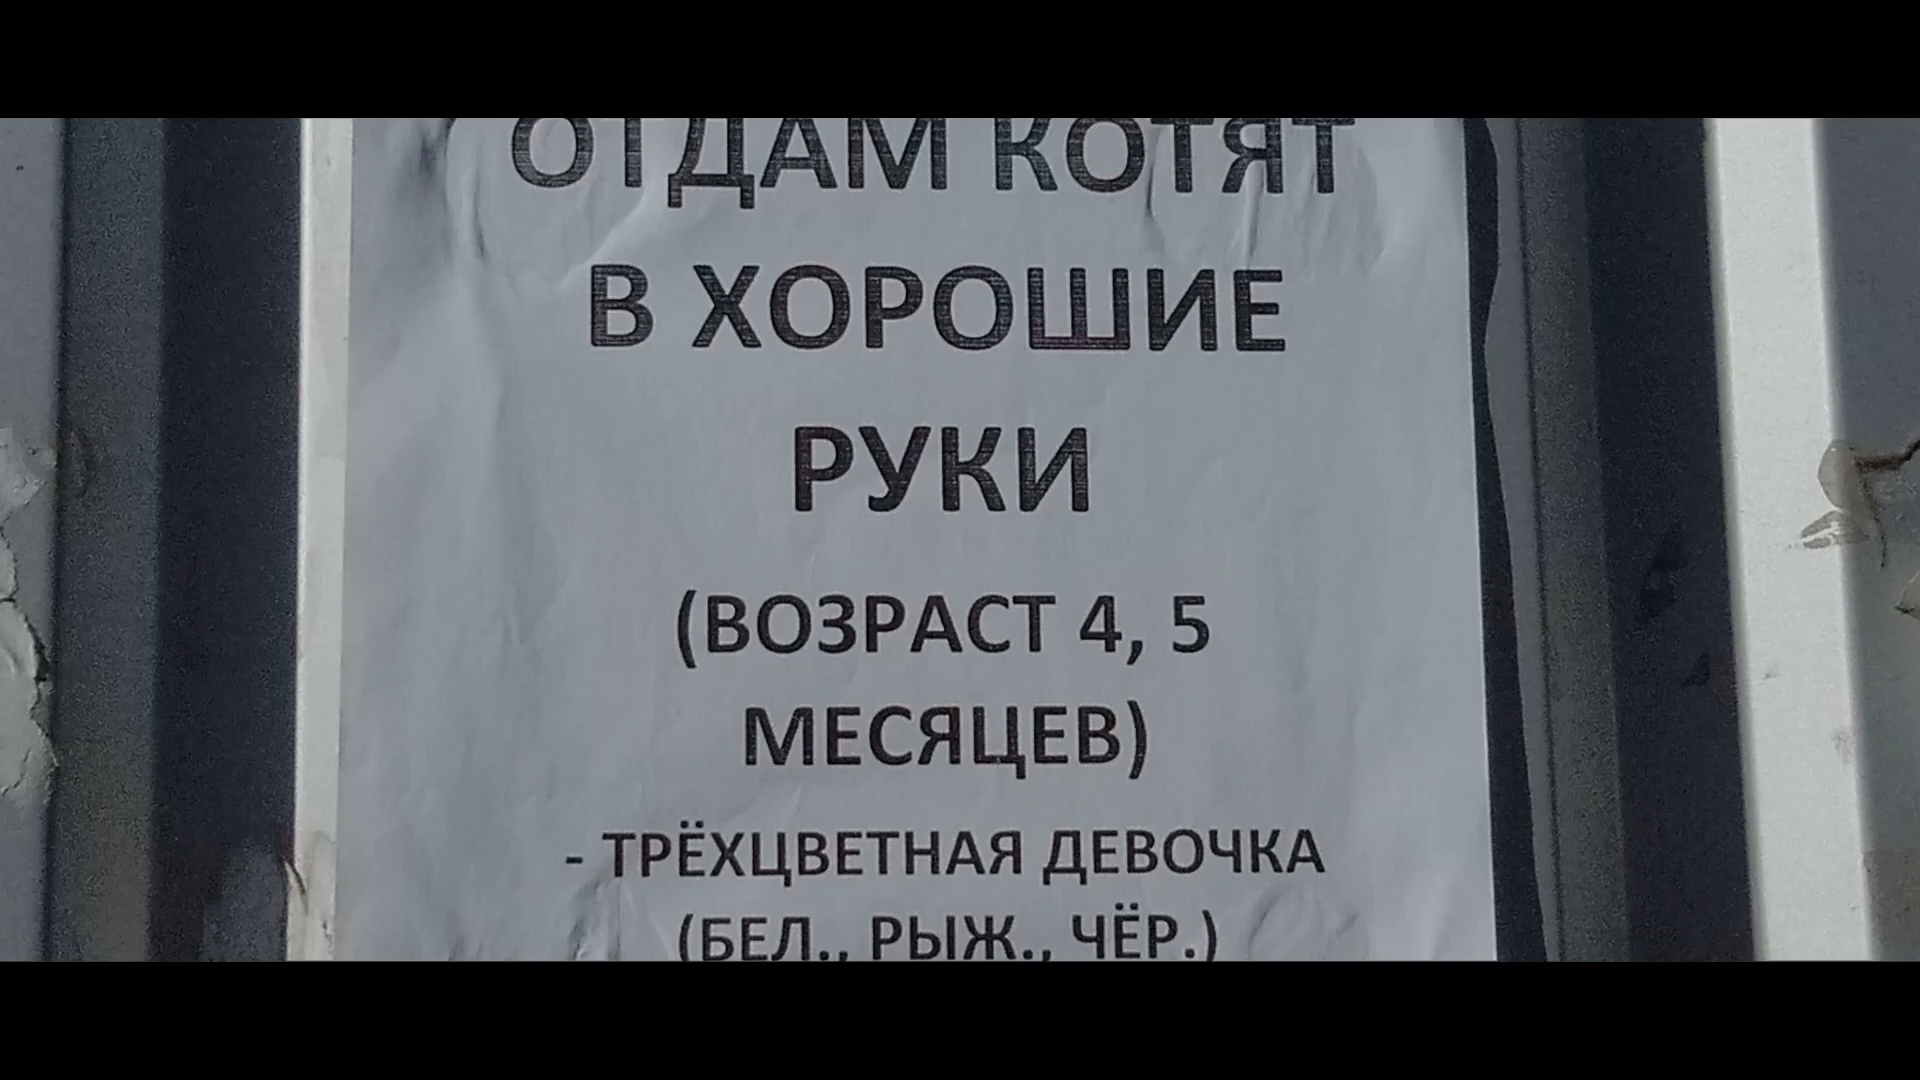 ОТДАМ КОТЯТ
В ХОРОШИЕ
РУКИ
(ВОЗРАСТ 4, 5
МЕСЯЦЕВ)
- ТРЁХЦВЕТНАЯ ДЕВОЧКА
(БЕЛ., РЫЖ., ЧЁР.)